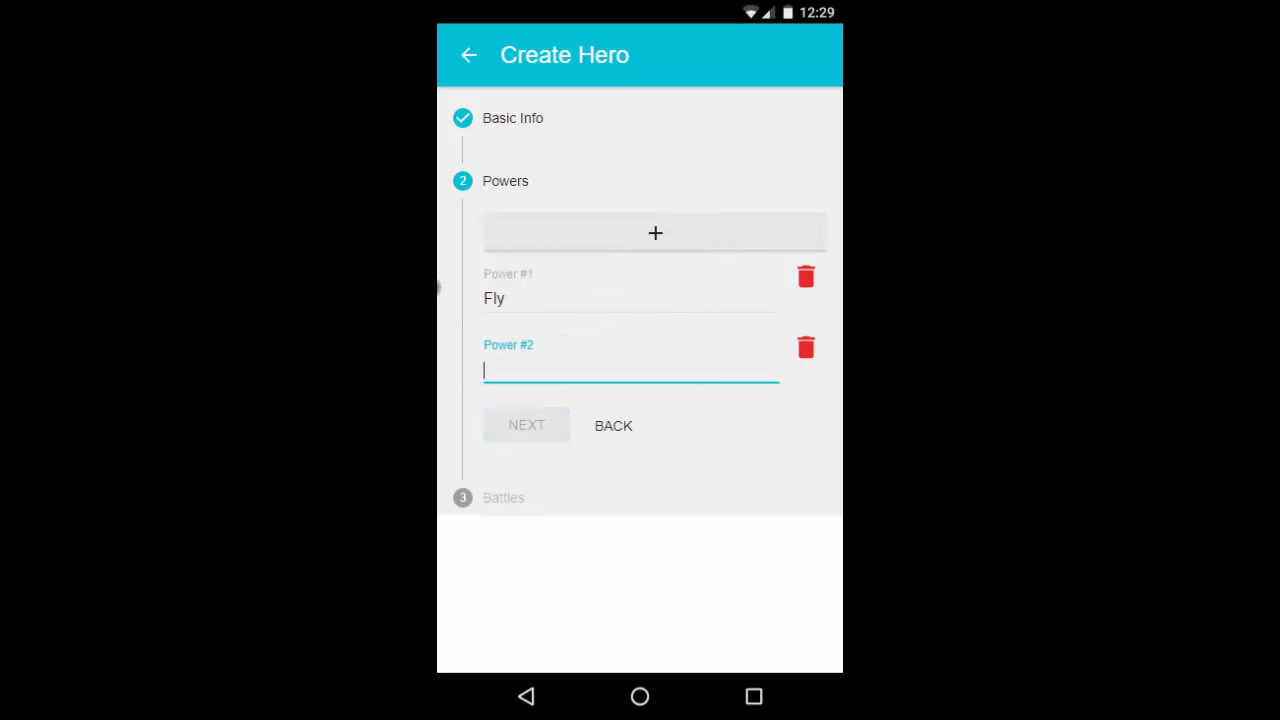 12:29
Create Hero
Basic Info
2 Powers
+
Power #1
Fly
Power #2
NEXT BACK
3 Battles